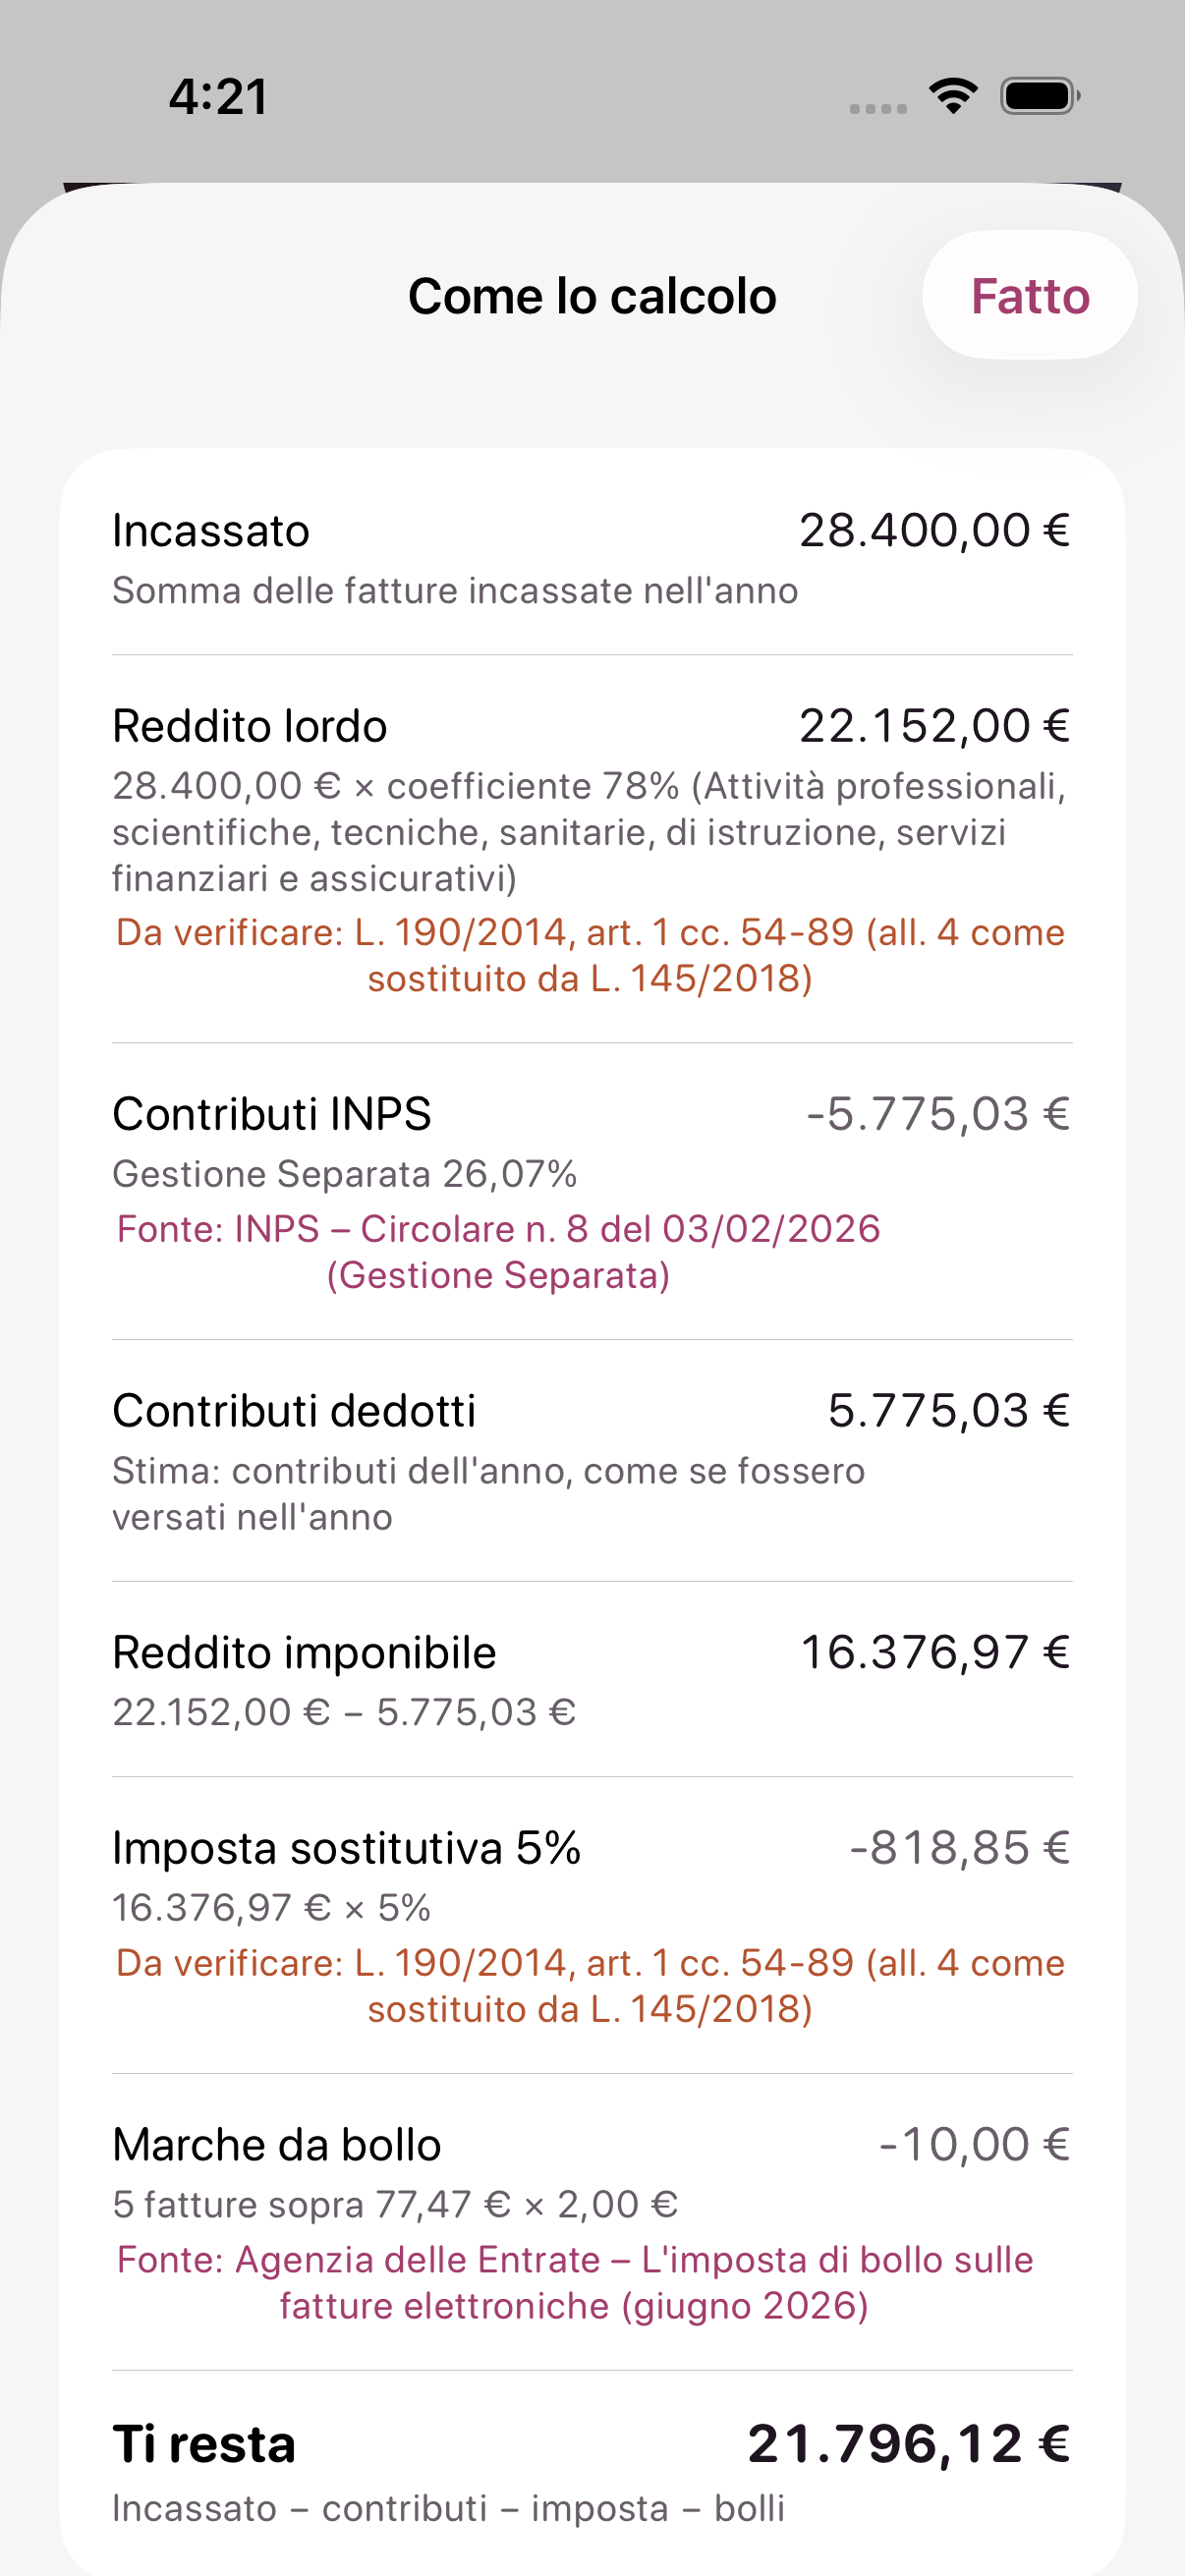 4:21
Come lo calcolo
Fatto
Incassato 28.400,00 €
Somma delle fatture incassate nell'anno
Reddito lordo 22.152,00 €
28.400,00 € × coefficiente 78% (Attività professionali,
scientifiche, tecniche, sanitarie, di istruzione, servizi
finanziari e assicurativi)
Da verificare: L. 190/2014, art. 1 cc. 54-89 (all. 4 come
sostituito da L. 145/2018)
Contributi INPS -5.775,03 €
Gestione Separata 26,07%
Fonte: INPS – Circolare n. 8 del 03/02/2026
(Gestione Separata)
Contributi dedotti 5.775,03 €
Stima: contributi dell'anno, come se fossero
versati nell'anno
Reddito imponibile 16.376,97 €
22.152,00 € − 5.775,03 €
Imposta sostitutiva 5% -818,85 €
16.376,97 € × 5%
Da verificare: L. 190/2014, art. 1 cc. 54-89 (all. 4 come
sostituito da L. 145/2018)
Marche da bollo -10,00 €
5 fatture sopra 77,47 € × 2,00 €
Fonte: Agenzia delle Entrate – L'imposta di bollo sulle
fatture elettroniche (giugno 2026)
Ti resta 21.796,12 €
Incassato − contributi − imposta − bolli